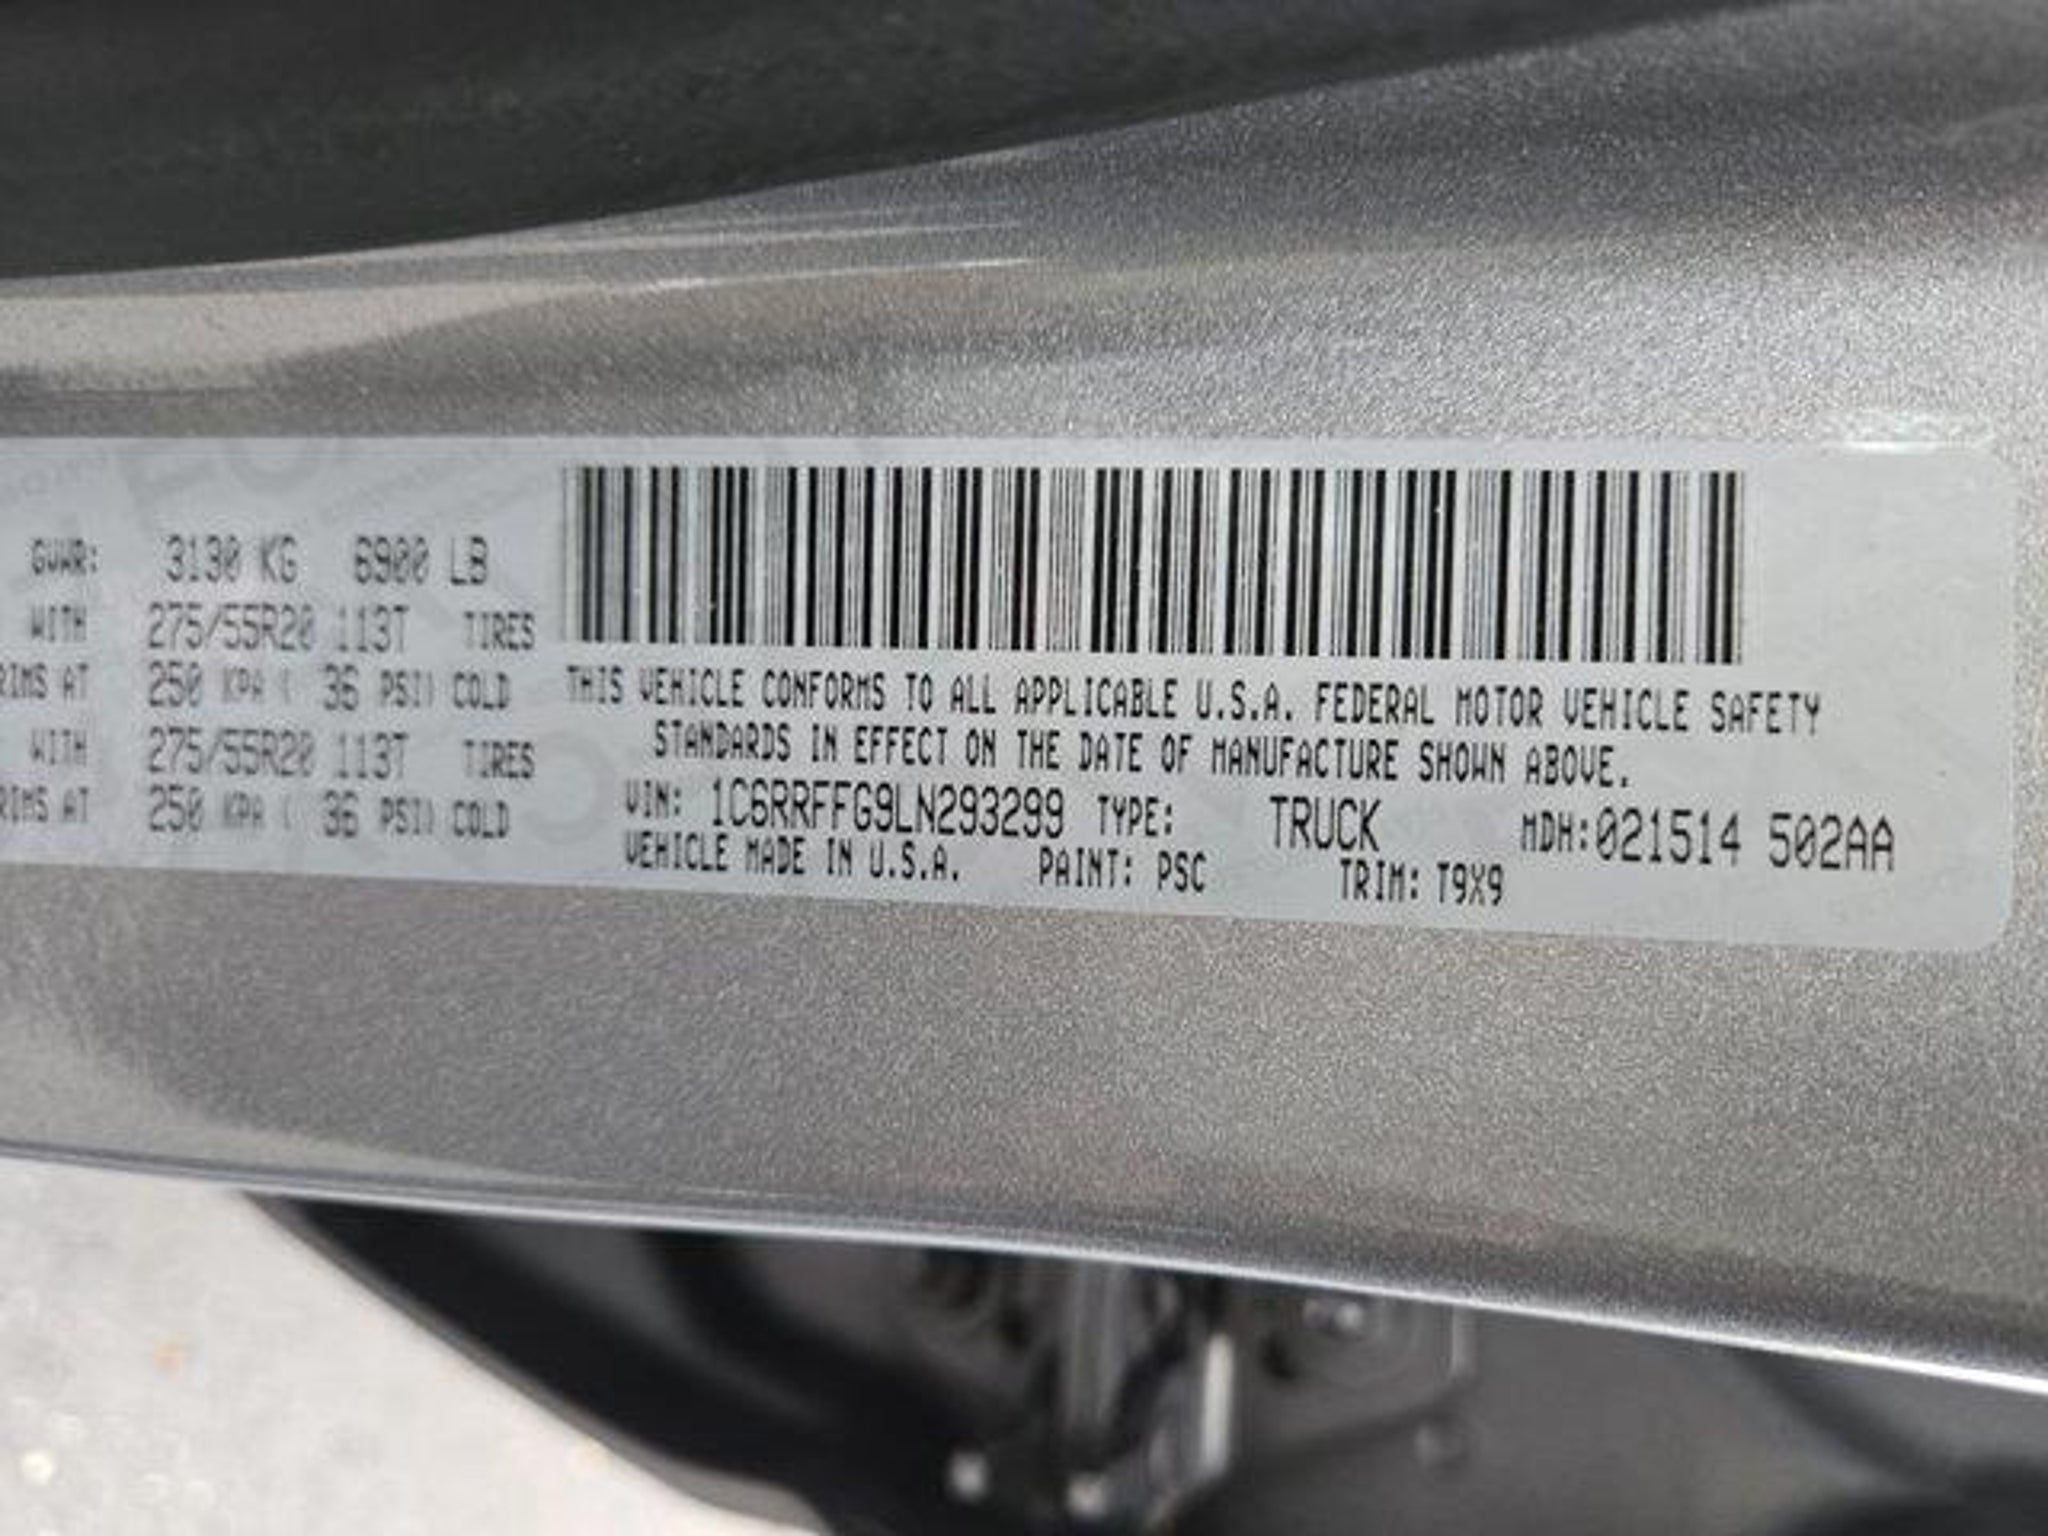 GVWR: 3130 KG 6900 LB
WITH 275/55R20 113T TIRES
RIMS AT 250 KPA ( 36 PSI) COLD
WITH 275/55R20 113T TIRES
RIMS AT 250 KPA ( 36 PSI) COLD
THIS VEHICLE CONFORMS TO ALL APPLICABLE U.S.A. FEDERAL MOTOR VEHICLE SAFETY
STANDARDS IN EFFECT ON THE DATE OF MANUFACTURE SHOWN ABOVE.
VIN: 1C6RRFFG9LN293299 TYPE: TRUCK MDH:021514 502AA
VEHICLE MADE IN U.S.A. PAINT: PSC TRIM: T9X9